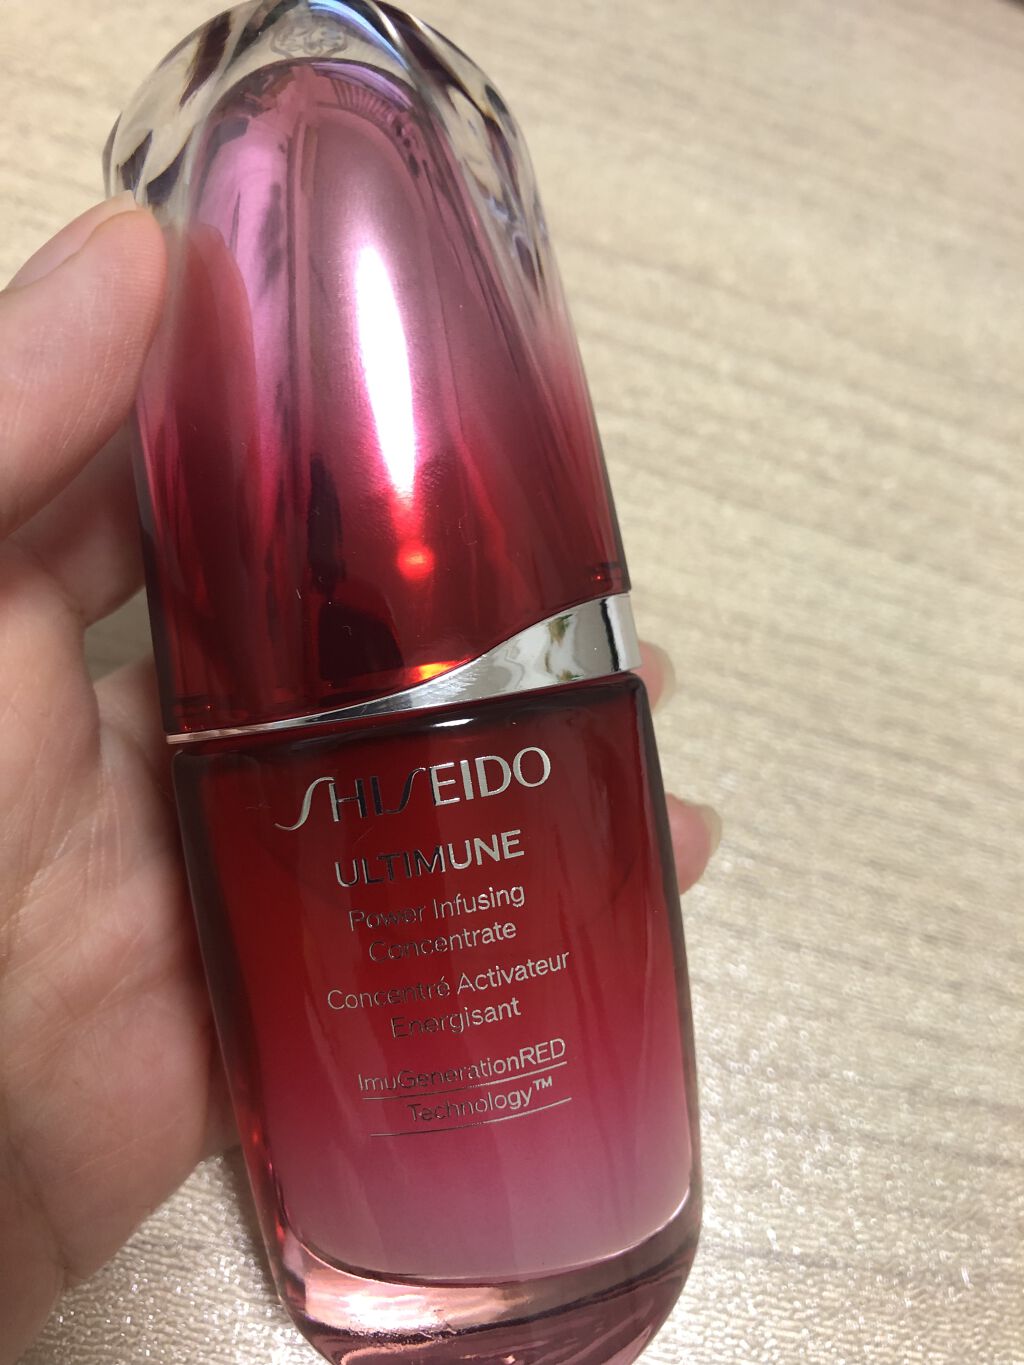 SHISEIDO
ULTIMUNE
Power Infusing
Concentrate
Concentré Activateur
Energisant
ImuGenerationRED
Technology™